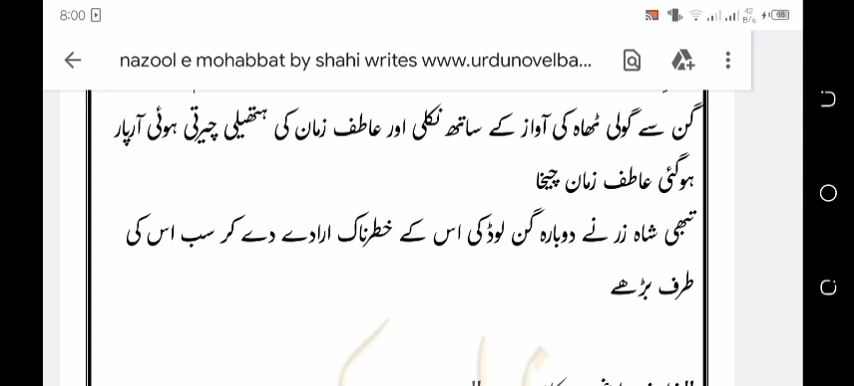 8:00
42
B/s
48
nazool e mohabbat by shahi writes www.urdunovelba...
گن سے گولی ٹھاہ کی آواز کے ساتھ نکلی اور عاطف زمان کی ہتھیلی چیرتی ہوئی آرپار
ہوگئی عاطف زمان چیخا
تبھی شاہ زر نے دوبارہ گن لوڈ کی اس کے خطرناک ارادے دے کر سب اس کی
طرف بڑھے